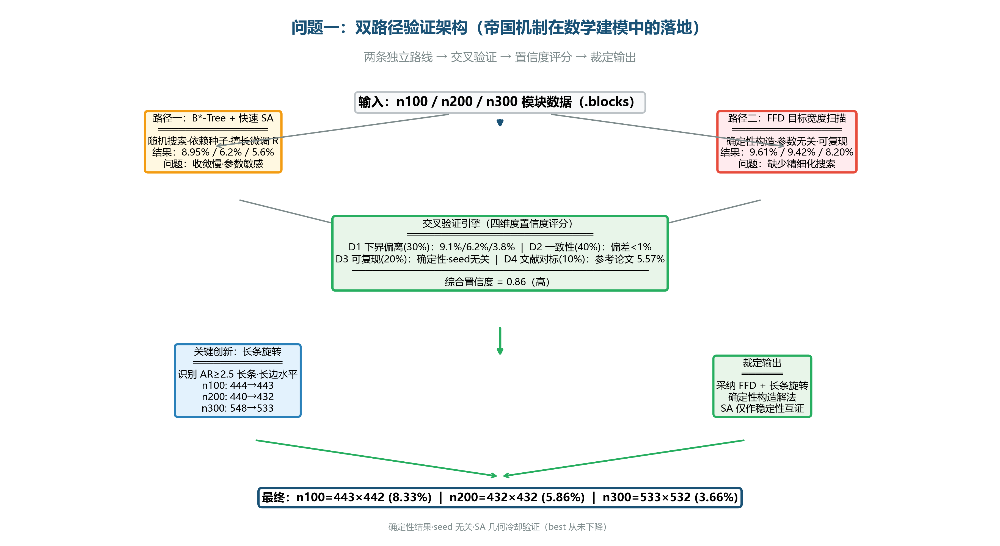 问题一：双路径验证架构（帝国机制在数学建模中的落地）
两条独立路线 → 交叉验证 → 置信度评分 → 裁定输出
输入：n100 / n200 / n300 模块数据（.blocks）
路径一：B*-Tree + 快速 SA
随机搜索·依赖种子·擅长微调 R
结果：8.95% / 6.2% / 5.6%
问题：收敛慢·参数敏感
路径二：FFD 目标宽度扫描
确定性构造·参数无关·可复现
结果：9.61% / 9.42% / 8.20%
问题：缺少精细化搜索
交叉验证引擎（四维度置信度评分）
D1 下界偏离(30%)：9.1%/6.2%/3.8% | D2 一致性(40%)：偏差<1%
D3 可复现(20%)：确定性·seed无关 | D4 文献对标(10%)：参考论文 5.57%
综合置信度 = 0.86（高）
关键创新：长条旋转
识别 AR≥2.5 长条·长边水平
n100: 444→443
n200: 440→432
n300: 548→533
裁定输出
采纳 FFD + 长条旋转
确定性构造解法
SA 仅作稳定性互证
最终：n100=443×442 (8.33%) | n200=432×432 (5.86%) | n300=533×532 (3.66%)
确定性结果·seed 无关·SA 几何冷却验证（best 从未下降）